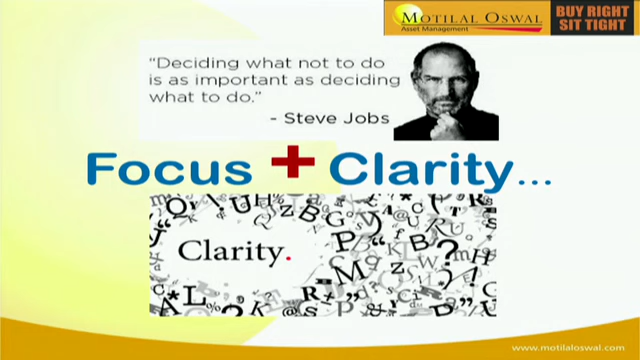 MOTILAL OSWAL
Asset Management
BUY RIGHT
SIT TIGHT
“Deciding what not to do
is as important as deciding
what to do.”
- Steve Jobs
Focus + Clarity...
Clarity.
www.motilaloswal.com